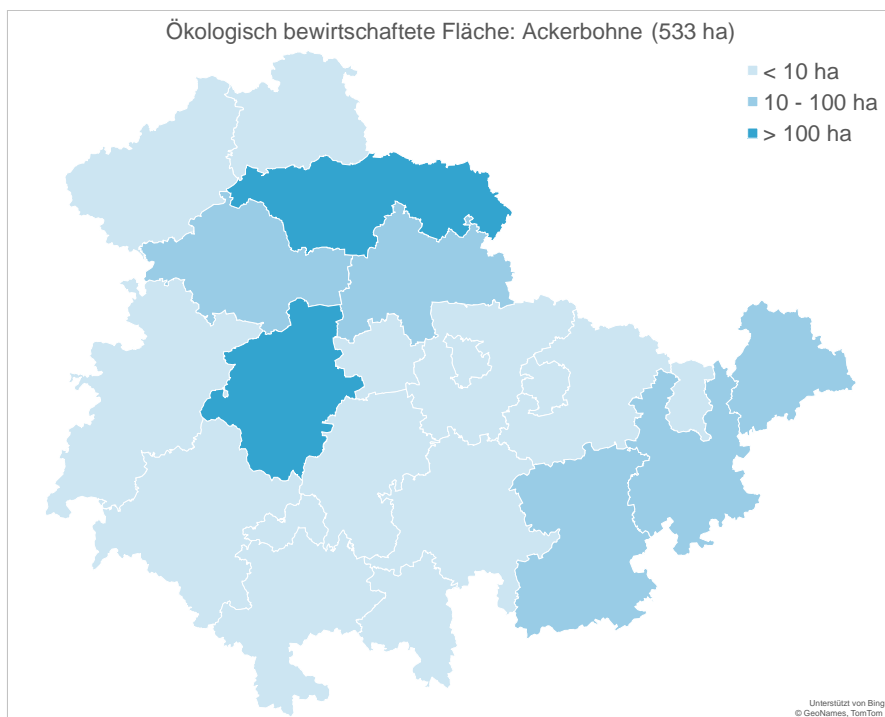 Ökologisch bewirtschaftete Fläche: Ackerbohne (533 ha)
< 10 ha
10 - 100 ha
> 100 ha
Unterstützt von Bing
© GeoNames, TomTom